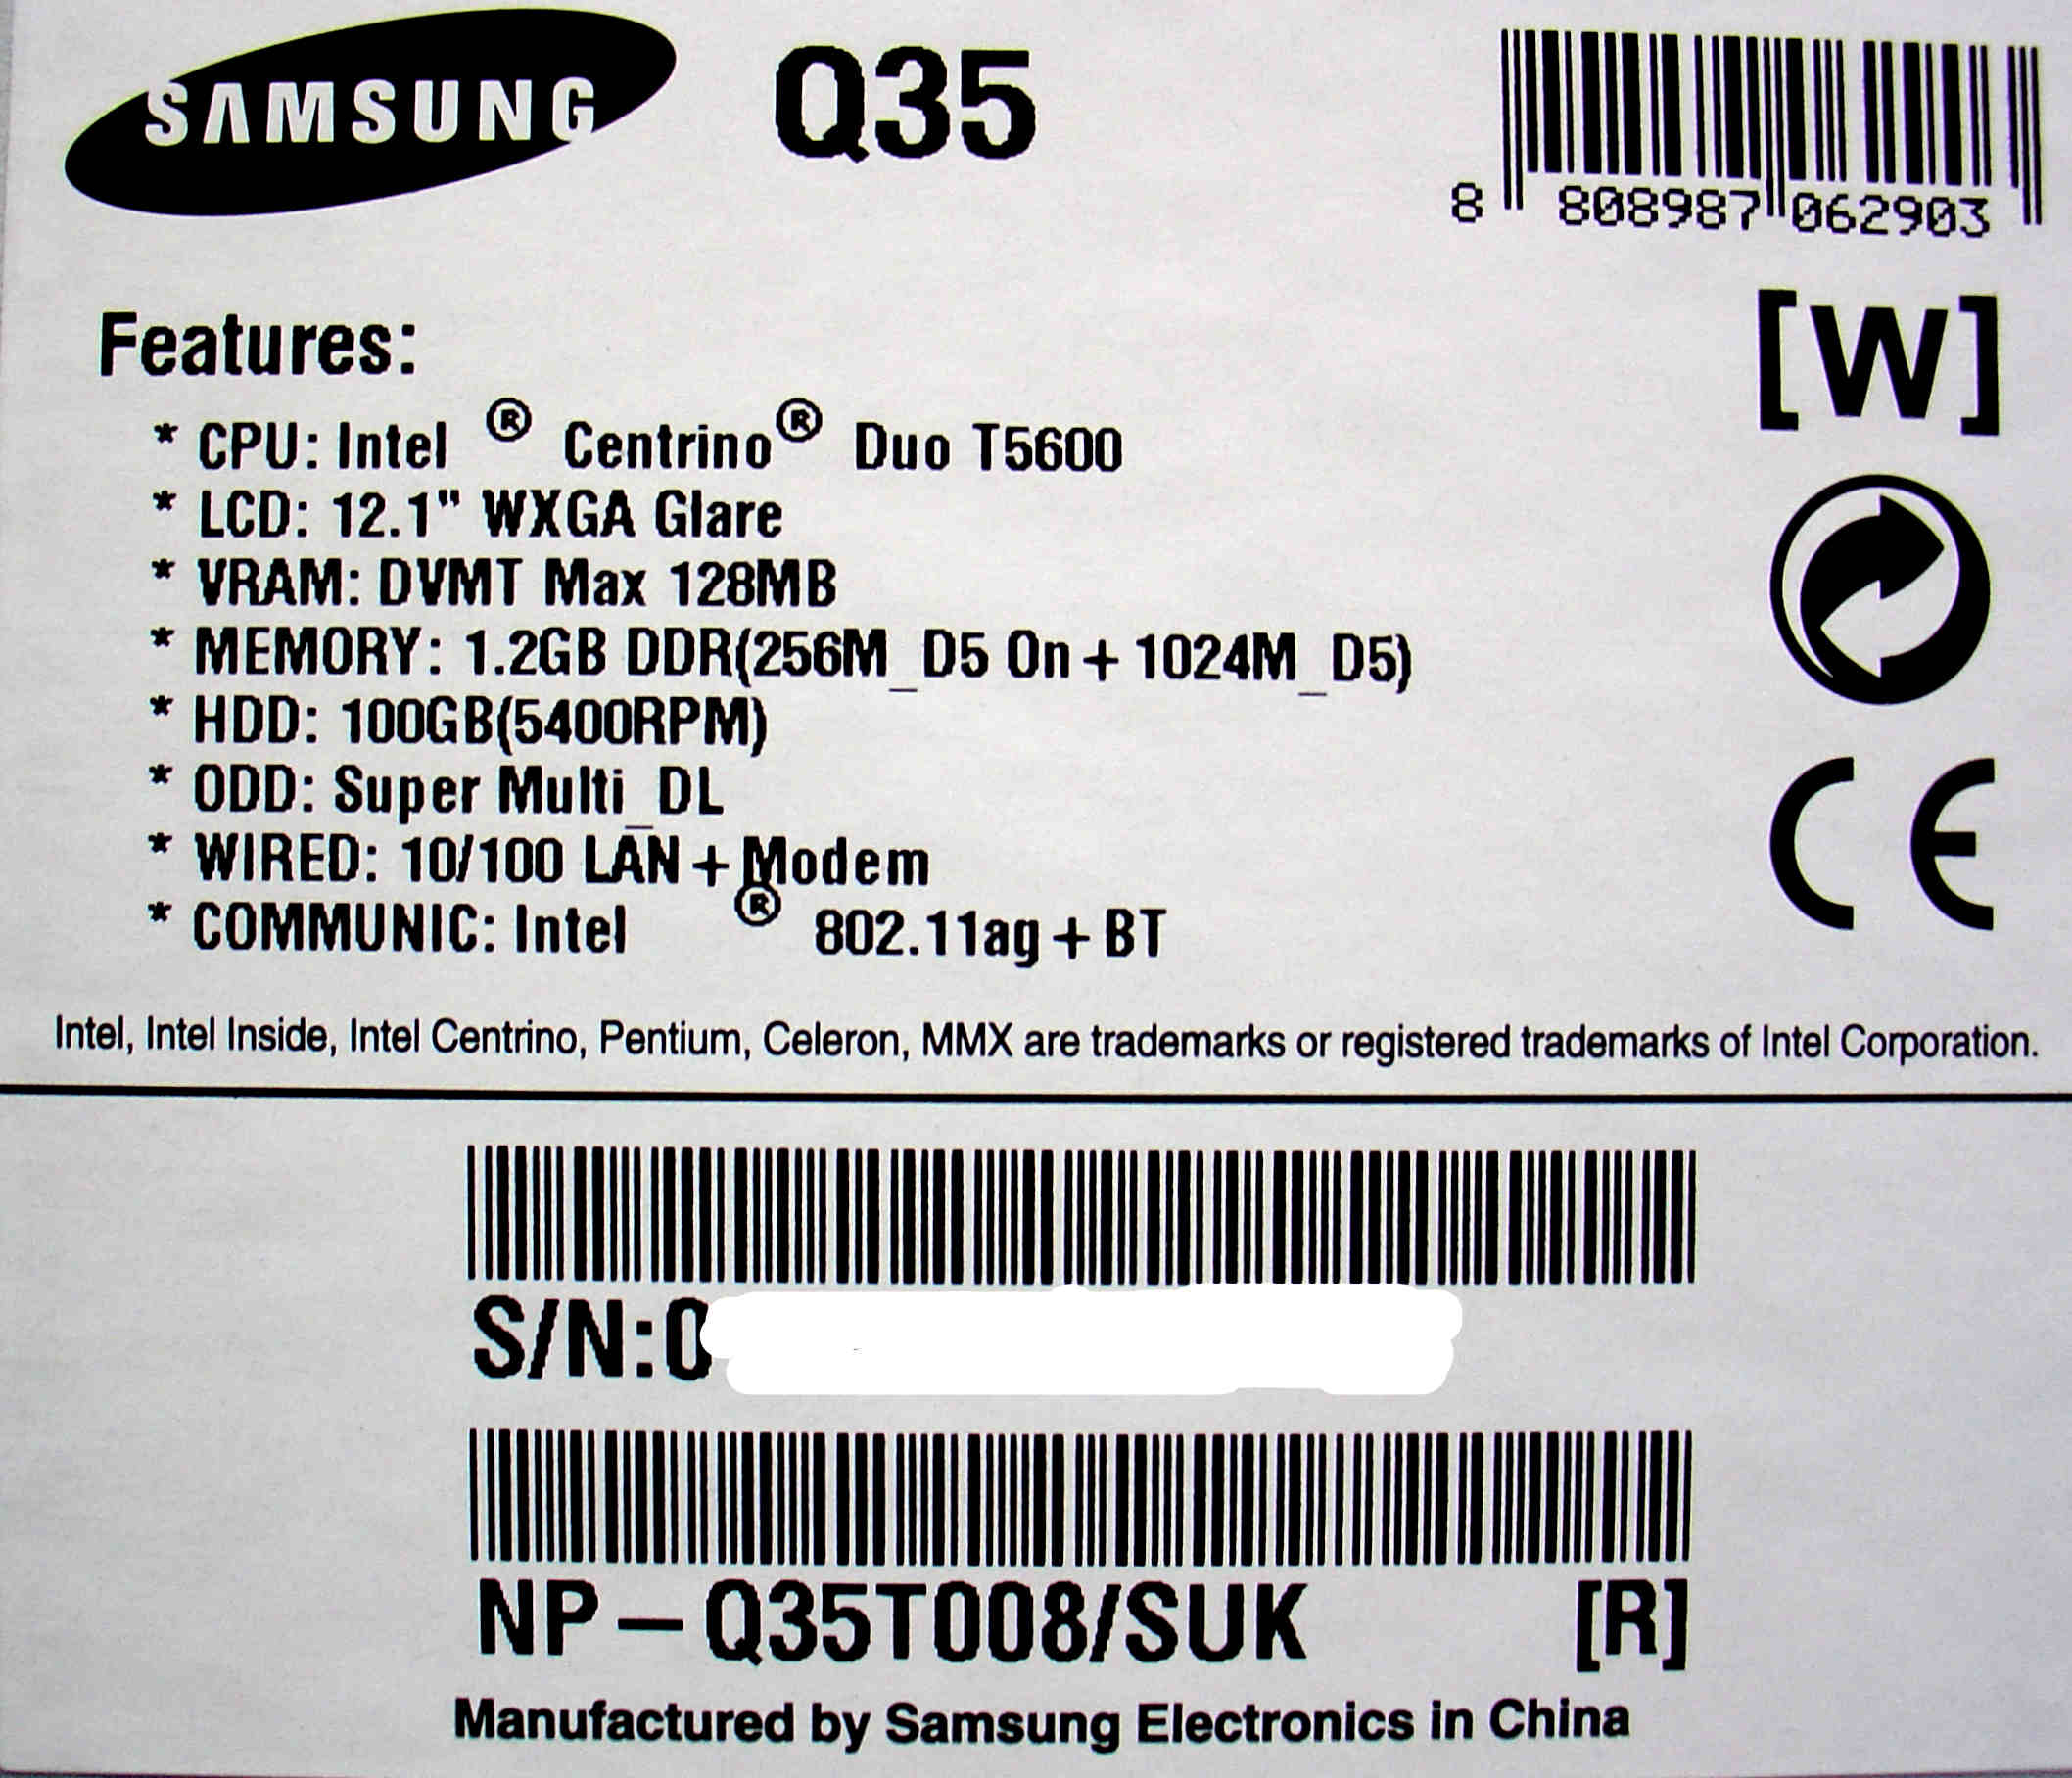 SAMSUNG Q35
8 808987 062903
[W]
Features:
* CPU: Intel ® Centrino® Duo T5600
* LCD: 12.1" WXGA Glare
* VRAM: DVMT Max 128MB
* MEMORY: 1.2GB DDR(256M_D5 On + 1024M_D5)
* HDD: 100GB(5400RPM)
* ODD: Super Multi_DL
* WIRED: 10/100 LAN + Modem
* COMMUNIC: Intel ® 802.11ag + BT
CE
Intel, Intel Inside, Intel Centrino, Pentium, Celeron, MMX are trademarks or registered trademarks of Intel Corporation.
S/N:0
NP - Q35T008/SUK [R]
Manufactured by Samsung Electronics in China